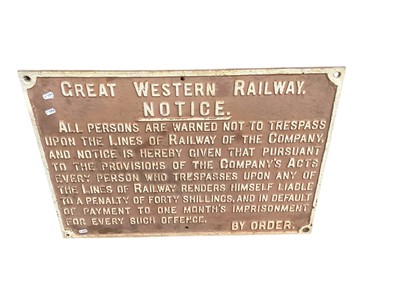 GREAT WESTERN RAILWAY.
NOTICE.
ALL PERSONS ARE WARNED NOT TO TRESPASS
UPON THE LINES OF RAILWAY OF THE COMPANY
AND NOTICE IS HEREBY GIVEN THAT PURSUANT
TO THE PROVISIONS OF THE COMPANY'S ACTS
EVERY PERSON WHO TRESPASSES UPON ANY OF
THE LINES OF RAILWAY RENDERS HIMSELF LIABLE
TO A PENALTY OF FORTY SHILLINGS, AND IN DEFAULT
OF PAYMENT TO ONE MONTH'S IMPRISONMENT
FOR EVERY SUCH OFFENCE.
BY ORDER.